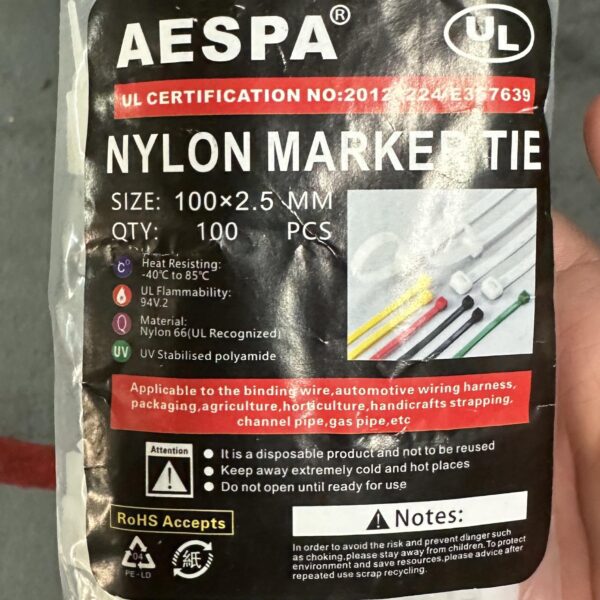 AESPA®
UL
UL CERTIFICATION NO:
NYLON MARKER TIE
SIZE: 100×2.5 MM
QTY: 100 PCS
C° Heat Resisting:
-40℃ to 85℃
UL Flammability:
94V.2
Q Material:
Nylon 66(UL Recognized)
UV UV Stabilised polyamide
Applicable to the binding wire,automotive wiring harness,
packaging,agriculture,horticulture,handicrafts strapping,
channel pipe,gas pipe,etc
Attention
! ● It is a disposable product and not to be reused
● Keep away extremely cold and hot places
● Do not open until ready for use
RoHS Accepts
Notes:
In order to avoid the risk and prevent danger such
as choking,please stay away from children.To protect
environment and save resources,please advice after
repeated use scrap recycling.
04
PE-LD
紙